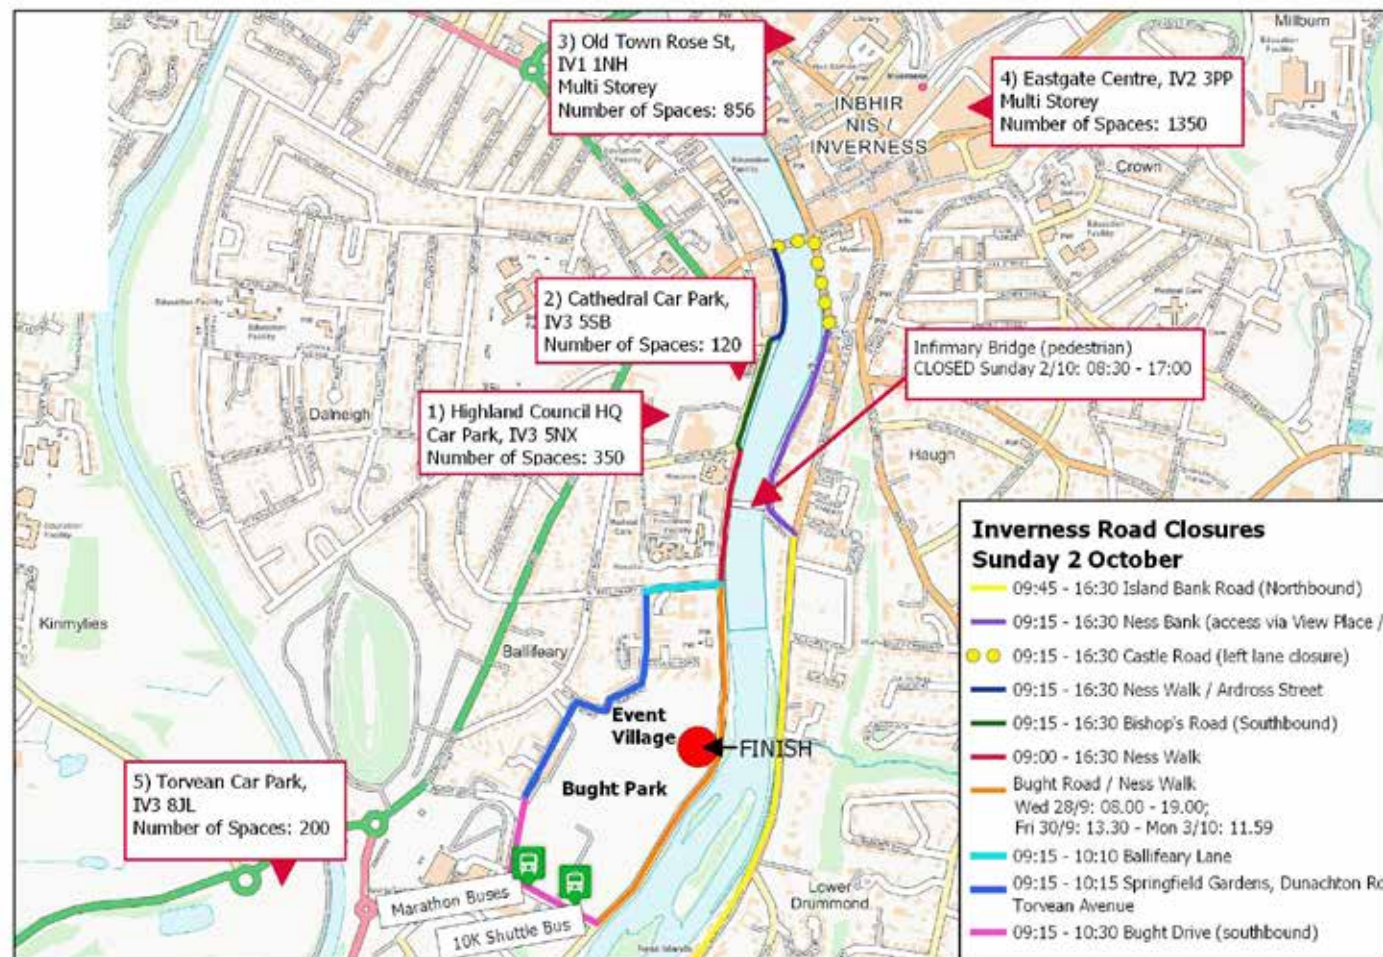 Millburn
Library
3) Old Town Rose St,
IV1 1NH
Multi Storey
Number of Spaces: 856
4) Eastgate Centre, IV2 3PP
Multi Storey
Number of Spaces: 1350
INBHIR
NIS /
INVERNESS
Crown
2) Cathedral Car Park,
IV3 5SB
Number of Spaces: 120
Infirmary Bridge (pedestrian)
CLOSED Sunday 2/10: 08:30 - 17:00
1) Highland Council HQ
Car Park, IV3 5NX
Number of Spaces: 350
Dalneigh
Haugh
Kinmylies
Ballifeary
Event
Village
FINISH
Bught Park
5) Torvean Car Park,
IV3 8JL
Number of Spaces: 200
Marathon Buses
10K Shuttle Bus
Lower
Drummond
Ness Islands
Inverness Road Closures
Sunday 2 October
09:45 - 16:30 Island Bank Road (Northbound)
09:15 - 16:30 Ness Bank (access via View Place /
09:15 - 16:30 Castle Road (left lane closure)
09:15 - 16:30 Ness Walk / Ardross Street
09:15 - 16:30 Bishop's Road (Southbound)
09:00 - 16:30 Ness Walk
Bught Road / Ness Walk
Wed 28/9: 08.00 - 19.00;
Fri 30/9: 13.30 - Mon 3/10: 11.59
09:15 - 10:10 Ballifeary Lane
09:15 - 10:15 Springfield Gardens, Dunachton Ro
Torvean Avenue
09:15 - 10:30 Bught Drive (southbound)